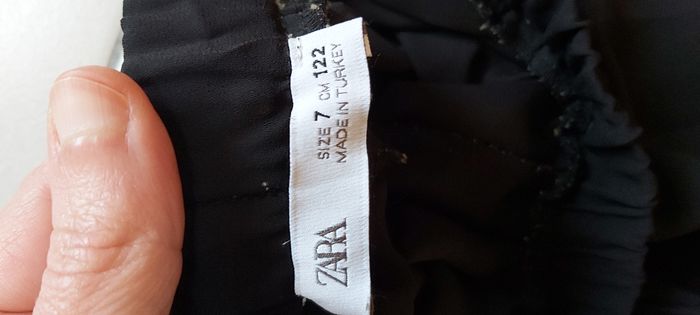 ZARA
SIZE 7 CM 122
MADE IN TURKEY